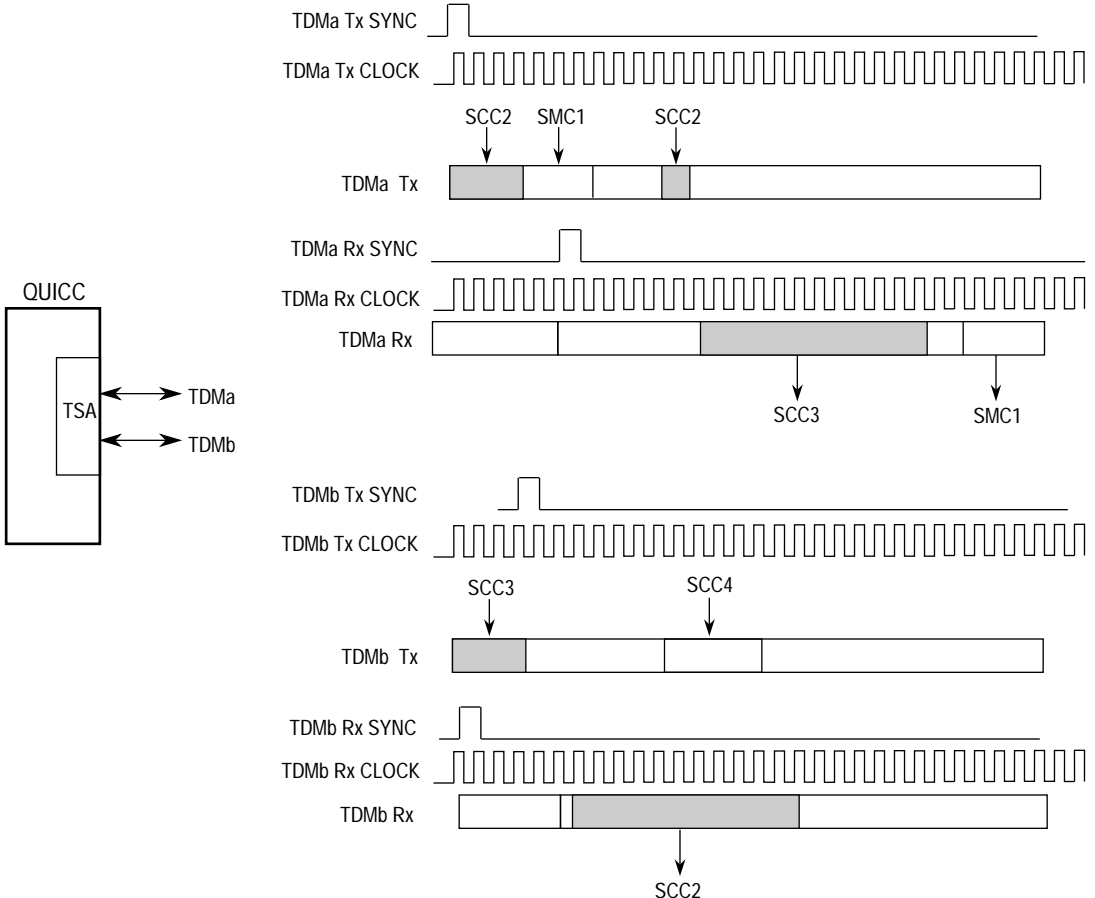 TDMa Tx SYNC
TDMa Tx CLOCK
SCC2 SMC1 SCC2
TDMa Tx
TDMa Rx SYNC
TDMa Rx CLOCK
TDMa Rx
SCC3 SMC1
QUICC
TSA
TDMa
TDMb
TDMb Tx SYNC
TDMb Tx CLOCK
SCC3 SCC4
TDMb Tx
TDMb Rx SYNC
TDMb Rx CLOCK
TDMb Rx
SCC2